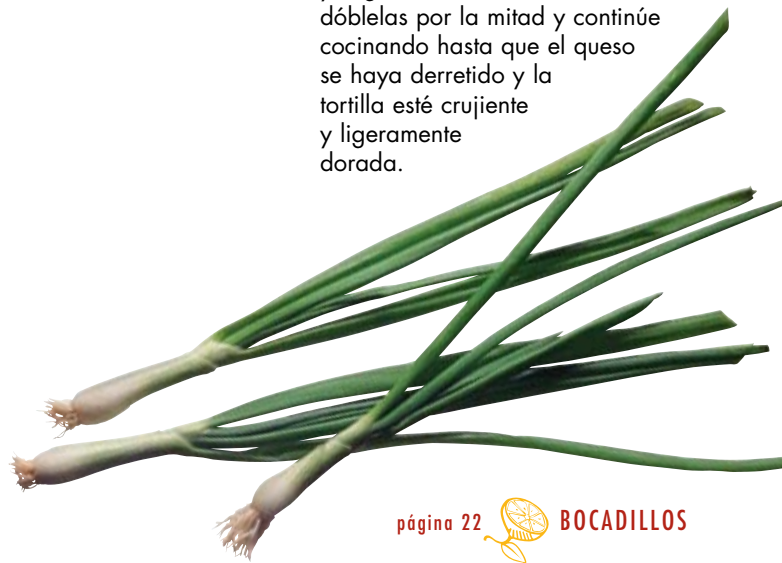 dóblelas por la mitad y continúe
cocinando hasta que el queso
se haya derretido y la
tortilla esté crujiente
y ligeramente
dorada.
página 22 BOCADILLOS